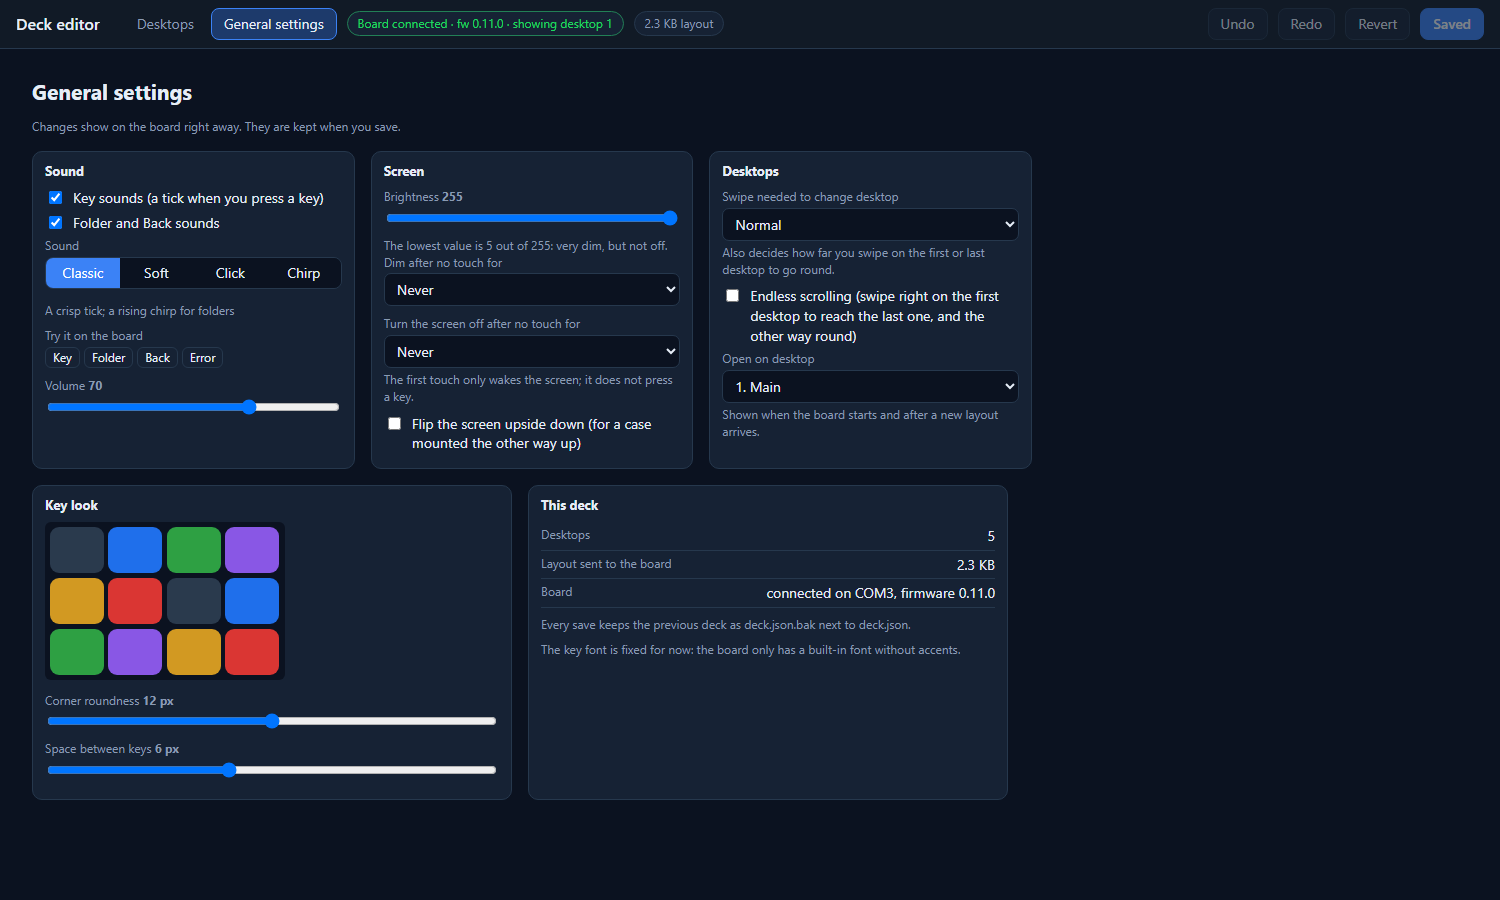 Deck editor
Desktops
General settings
Board connected · fw 0.11.0 · showing desktop 1
2.3 KB layout
Undo
Redo
Revert
Saved
General settings
Changes show on the board right away. They are kept when you save.
Sound
Key sounds (a tick when you press a key)
Folder and Back sounds
Sound
Classic
Soft
Click
Chirp
A crisp tick; a rising chirp for folders
Try it on the board
Key
Folder
Back
Error
Volume 70
Screen
Brightness 255
The lowest value is 5 out of 255: very dim, but not off.
Dim after no touch for
Never
Turn the screen off after no touch for
Never
The first touch only wakes the screen; it does not press
a key.
Flip the screen upside down (for a case
mounted the other way up)
Desktops
Swipe needed to change desktop
Normal
Also decides how far you swipe on the first or last
desktop to go round.
Endless scrolling (swipe right on the first
desktop to reach the last one, and the
other way round)
Open on desktop
1. Main
Shown when the board starts and after a new layout
arrives.
Key look
Corner roundness 12 px
Space between keys 6 px
This deck
Desktops 5
Layout sent to the board 2.3 KB
Board connected on COM3, firmware 0.11.0
Every save keeps the previous deck as deck.json.bak next to deck.json.
The key font is fixed for now: the board only has a built-in font without accents.